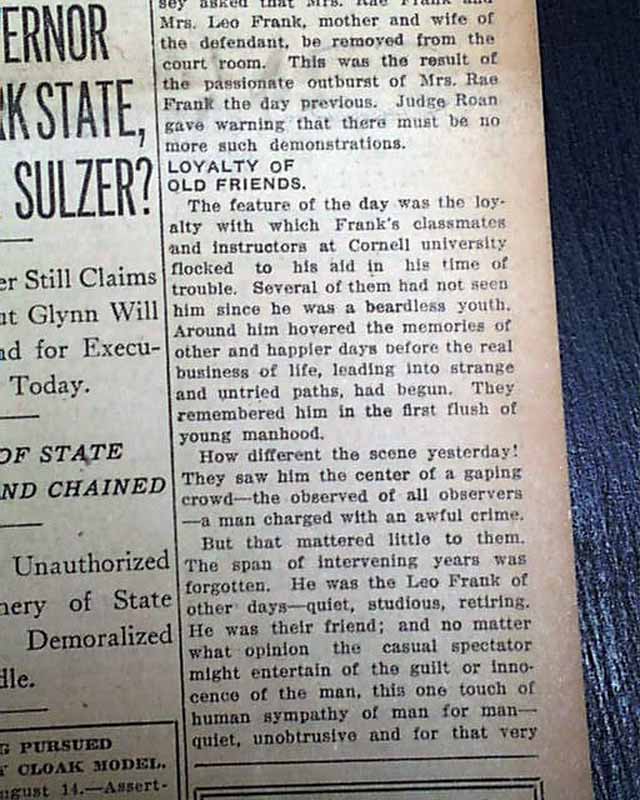 ERNOR
RK STATE,
SULZER?
er Still Claims
ut Glynn Will
nd for Execu-
Today.
OF STATE
ND CHAINED
Unauthorized
nery of State
Demoralized
dle.
G PURSUED
Y CLOAK MODEL.
ugust 14.—Assert-
sey asked that Mrs. Rae Frank and
Mrs. Leo Frank, mother and wife of
the defendant, be removed from the
court room. This was the result of
the passionate outburst of Mrs. Rae
Frank the day previous. Judge Roan
gave warning that there must be no
more such demonstrations.
LOYALTY OF
OLD FRIENDS.
The feature of the day was the loy-
alty with which Frank's classmates
and instructors at Cornell university
flocked to his aid in his time of
trouble. Several of them had not seen
him since he was a beardless youth.
Around him hovered the memories of
other and happier days before the real
business of life, leading into strange
and untried paths, had begun. They
remembered him in the first flush of
young manhood.
How different the scene yesterday!
They saw him the center of a gaping
crowd—the observed of all observers
—a man charged with an awful crime.
But that mattered little to them.
The span of intervening years was
forgotten. He was the Leo Frank of
other days—quiet, studious, retiring.
He was their friend; and no matter
what opinion the casual spectator
might entertain of the guilt or inno-
cence of the man, this one touch of
human sympathy of man for man—
quiet, unobtrusive and for that very